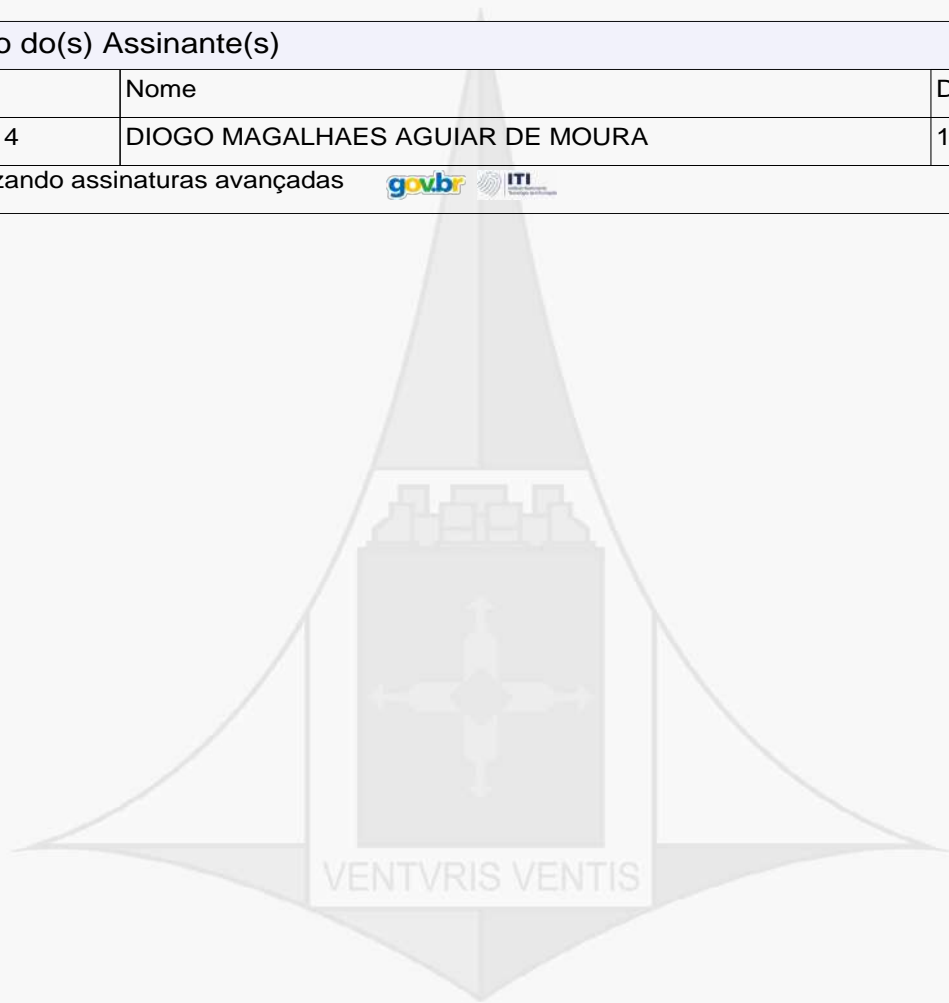 o do(s) Assinante(s)
Nome D
4 DIOGO MAGALHAES AGUIAR DE MOURA 1
zando assinaturas avançadas gov.br ITI
VENTVRIS VENTIS